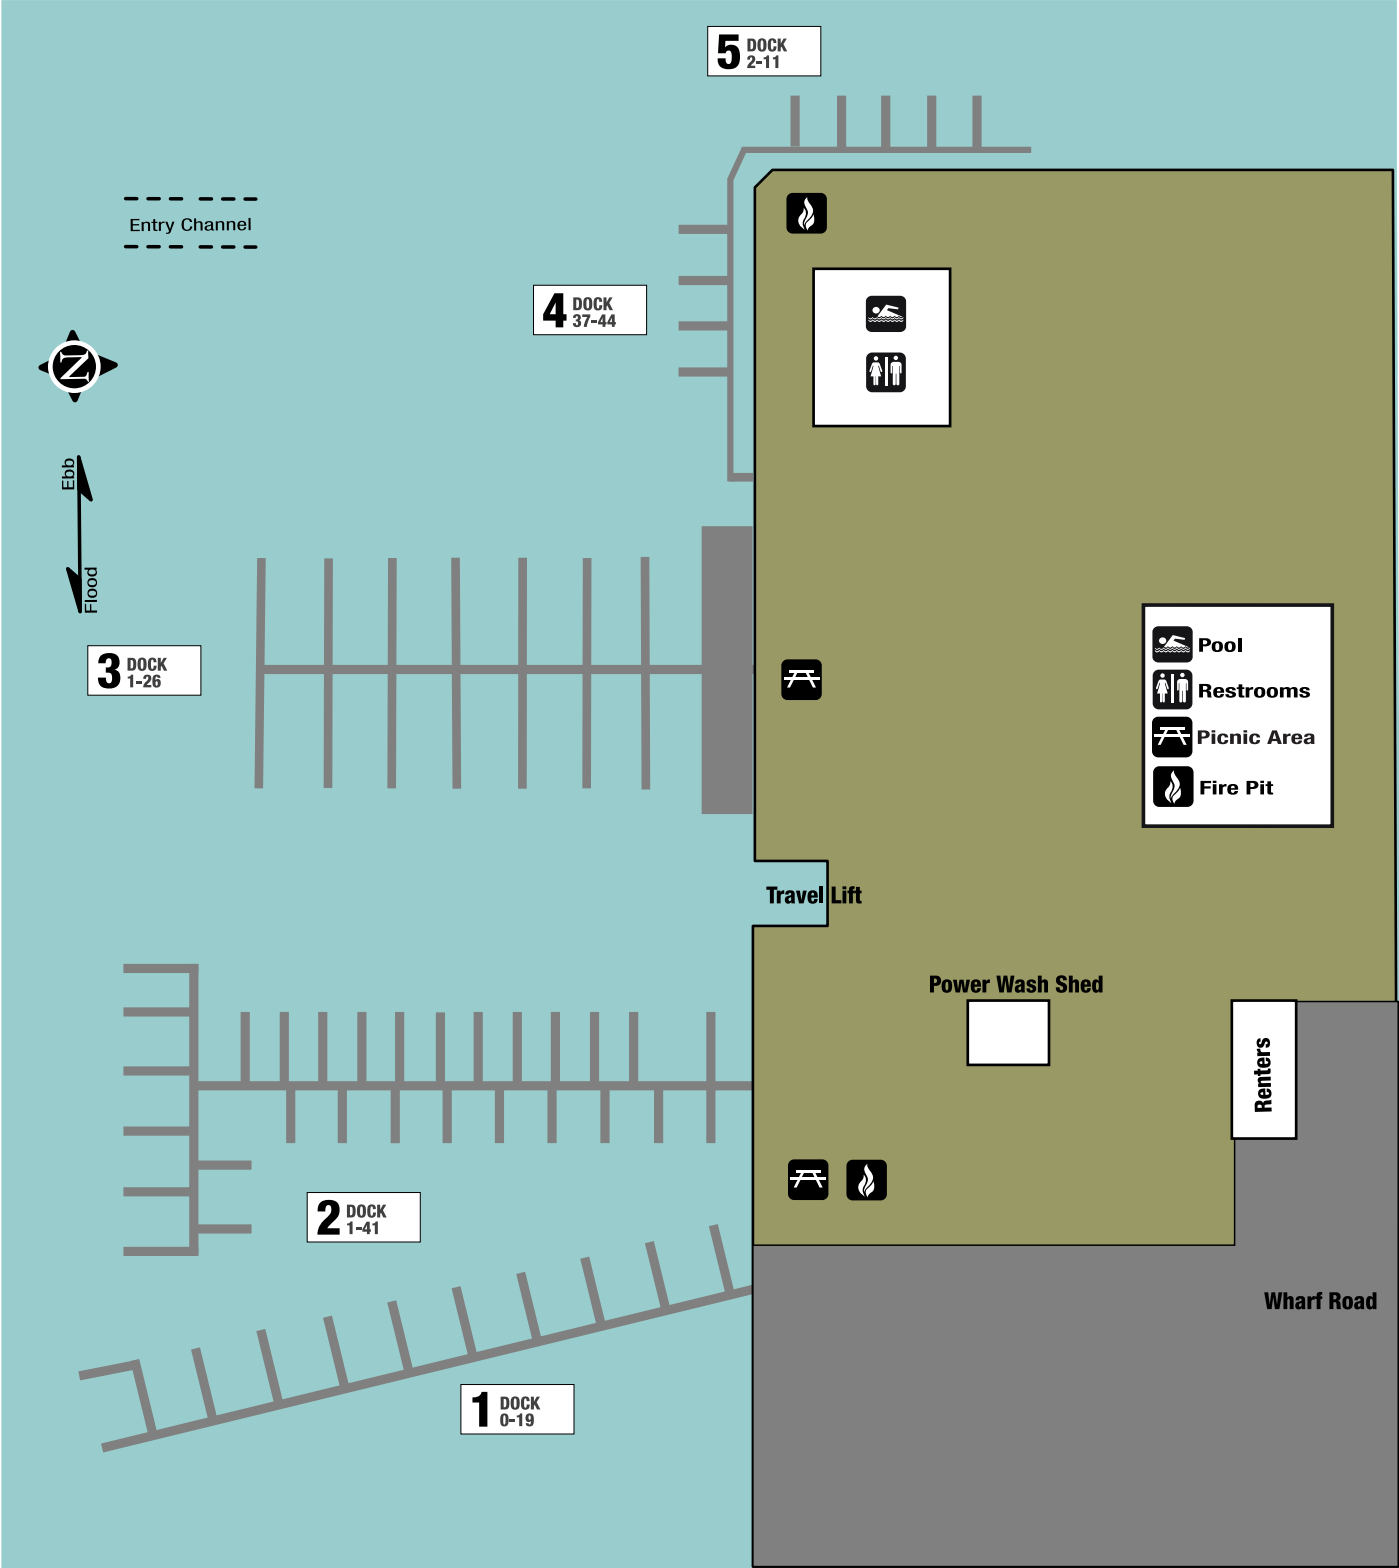 5 DOCK
2-11
Entry Channel
4 DOCK
37-44
N
Ebb
Flood
3 DOCK
1-26
Pool
Restrooms
Picnic Area
Fire Pit
Travel Lift
Power Wash Shed
Renters
2 DOCK
1-41
Wharf Road
1 DOCK
0-19